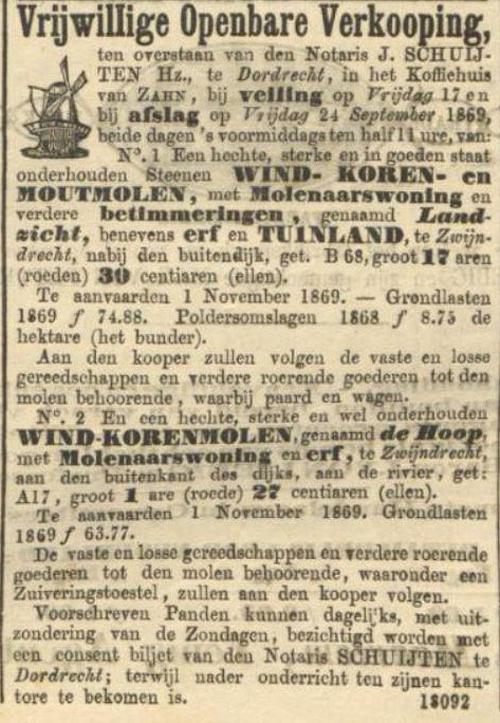 Vrijwillige Openbare Verkooping,
ten overstaan van den Notaris J. SCHUIJ-
TEN Hz., te Dordrecht, in het Koffiehuis
van ZAHN, bij veiling op Vrijdag 17 en
bij afslag op Vrijdag 24 September 1869,
beide dagen 's voormiddags ten half 11 ure, van:
N°. 1 Een hechte, sterke en in goeden staat
onderhouden Steenen WIND- KOREN- en
MOUTMOLEN, met Molenaarswoning en
verdere betimmeringen, genaamd Land-
zicht, benevens erf en TUINLAND, te Zwijn-
drecht, nabij den buitendijk, get. B 68, groot 17 aren
(roeden) 30 centiaren (ellen).
Te aanvaarden 1 November 1869. — Grondlasten
1869 f 74.88. Poldersomslagen 1868 f 8.75 de
hektare (het bunder).
Aan den kooper zullen volgen de vaste en losse
gereedschappen en verdere roerende goederen tot den
molen behoorende, waarbij paard en wagen.
N°. 2 En een hechte, sterke en wel onderhouden
WIND-KORENMOLEN, genaamd de Hoop,
met Molenaarswoning en erf, te Zwijndrecht,
aan den buitenkant des dijks, aan de rivier, get:
A17, groot 1 are (roede) 27 centiaren (ellen).
Te aanvaarden 1 November 1869. Grondlasten
1869 f 63.77.
De vaste en losse gereedschappen en verdere roerende
goederen tot den molen behoorende, waaronder een
Zuiveringstoestel, zullen aan den kooper volgen.
Voorschreven Panden kunnen dagelijks, met uit-
zondering van de Zondagen, bezichtigd worden met
een consent biljet van den Notaris SCHUIJTEN te
Dordrecht; terwijl nader onderricht ten zijnen kan-
tore te bekomen is. 18092